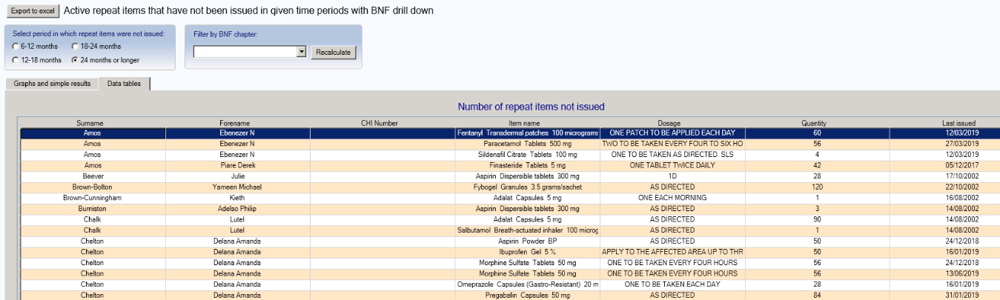 Export to excel Active repeat items that have not been issued in given time periods with BNF drill down
Select period in which repeat items were not issued:
6-12 months 18-24 months
12-18 months 24 months or longer
Filter by BNF chapter:
Recalculate
Graphs and simple results Data tables
Number of repeat items not issued
Surname Forename CHI Number Item name Dosage Quantity Last issued
Amos Ebenezer N Fentanyl Transdermal patches 100 micrograms ONE PATCH TO BE APPLIED EACH DAY 60 12/03/2019
Amos Ebenezer N Paracetamol Tablets 500 mg TWO TO BE TAKEN EVERY FOUR TO SIX HO 56 27/03/2019
Amos Ebenezer N Sildenafil Citrate Tablets 100 mg ONE TO BE TAKEN AS DIRECTED. SLS 4 12/03/2019
Amos Piare Derek Finasteride Tablets 5 mg ONE TABLET TWICE DAILY 42 05/12/2017
Beever Julie Aspirin Dispersible tablets 300 mg 1D 28 17/10/2002
Brown-Bolton Yameen Michael Fybogel Granules 3.5 grams/sachet AS DIRECTED 120 22/10/2002
Brown-Cunningham Kieth Adalat Capsules 5 mg ONE EACH MORNING 1 16/08/2002
Burniston Adelso Philip Aspirin Dispersible tablets 300 mg AS DIRECTED 3 14/08/2002
Chalk Lutel Adalat Capsules 5 mg AS DIRECTED 90 14/08/2002
Chalk Lutel Salbutamol Breath-actuated inhaler 100 microg AS DIRECTED 1 14/08/2002
Chelton Delana Amanda Aspirin Powder BP AS DIRECTED 50 24/12/2018
Chelton Delana Amanda Ibuprofen Gel 5 % APPLY TO THE AFFECTED AREA UP TO THR 50 16/01/2019
Chelton Delana Amanda Morphine Sulfate Tablets 50 mg ONE TO BE TAKEN EVERY FOUR HOURS 56 24/12/2018
Chelton Delana Amanda Morphine Sulfate Tablets 50 mg ONE TO BE TAKEN EVERY FOUR HOURS 56 13/06/2019
Chelton Delana Amanda Omeprazole Capsules (Gastro-Resistant) 20 m ONE TO BE TAKEN EACH DAY 28 16/01/2019
Chelton Delana Amanda Pregabalin Capsules 50 mg AS DIRECTED 84 31/01/2019